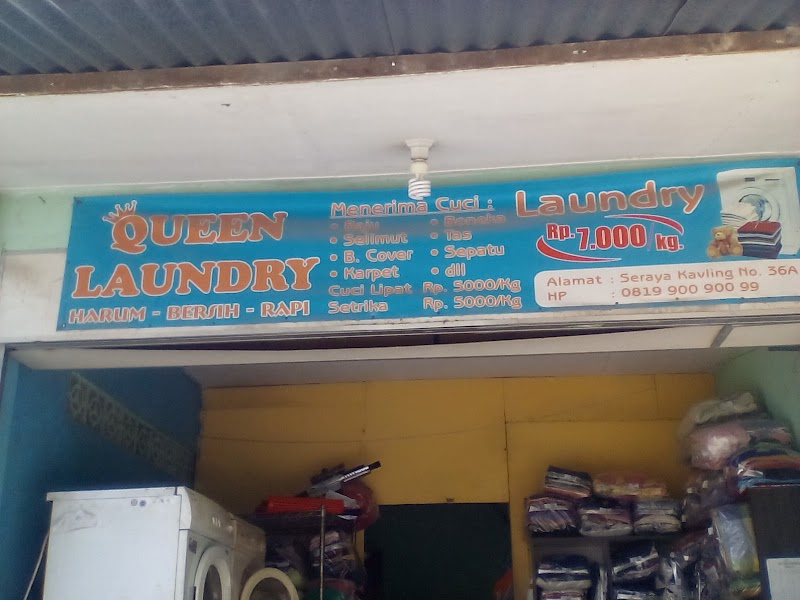 QUEEN
LAUNDRY
HARUM - BERSIH - RAPI
Menerima Cuci :
• Baju
• Selimut
• B. Cover
• Karpet
• Boneka
• Tas
• Sepatu
• dll
Cuci Lipat Rp. 5000/Kg
Setrika Rp. 5000/Kg
Laundry
Rp. 7.000 kg.
Alamat : Seraya Kavling No. 36A
HP : 0819 900 900 99